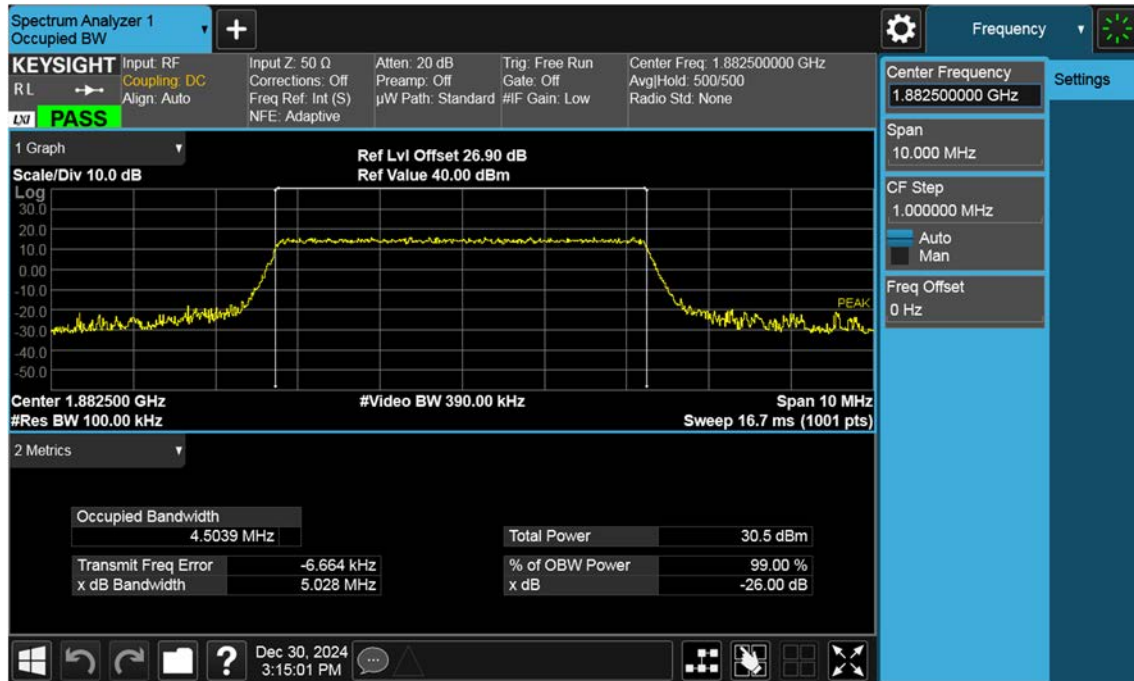 Spectrum Analyzer 1
Occupied BW
Frequency
KEYSIGHT
R L
LXI
PASS
Input: RF
Coupling: DC
Align: Auto
Input Z: 50 Ω
Corrections: Off
Freq Ref: Int (S)
NFE: Adaptive
Atten: 20 dB
Preamp: Off
µW Path: Standard
Trig: Free Run
Gate: Off
#IF Gain: Low
Center Freq: 1.882500000 GHz
Avg|Hold: 500/500
Radio Std: None
Center Frequency
1.882500000 GHz
Settings
Span
10.000 MHz
CF Step
1.000000 MHz
Auto
Man
Freq Offset
0 Hz
1 Graph
Scale/Div 10.0 dB
Ref Lvl Offset 26.90 dB
Ref Value 40.00 dBm
Log
30.0
20.0
10.0
0.00
-10.0
-20.0
-30.0
-40.0
-50.0
PEAK
Center 1.882500 GHz
#Video BW 390.00 kHz
Span 10 MHz
#Res BW 100.00 kHz
Sweep 16.7 ms (1001 pts)
2 Metrics
Occupied Bandwidth
4.5039 MHz
Total Power 30.5 dBm
Transmit Freq Error -6.664 kHz
% of OBW Power 99.00 %
x dB Bandwidth 5.028 MHz
x dB -26.00 dB
?
Dec 30, 2024
3:15:01 PM